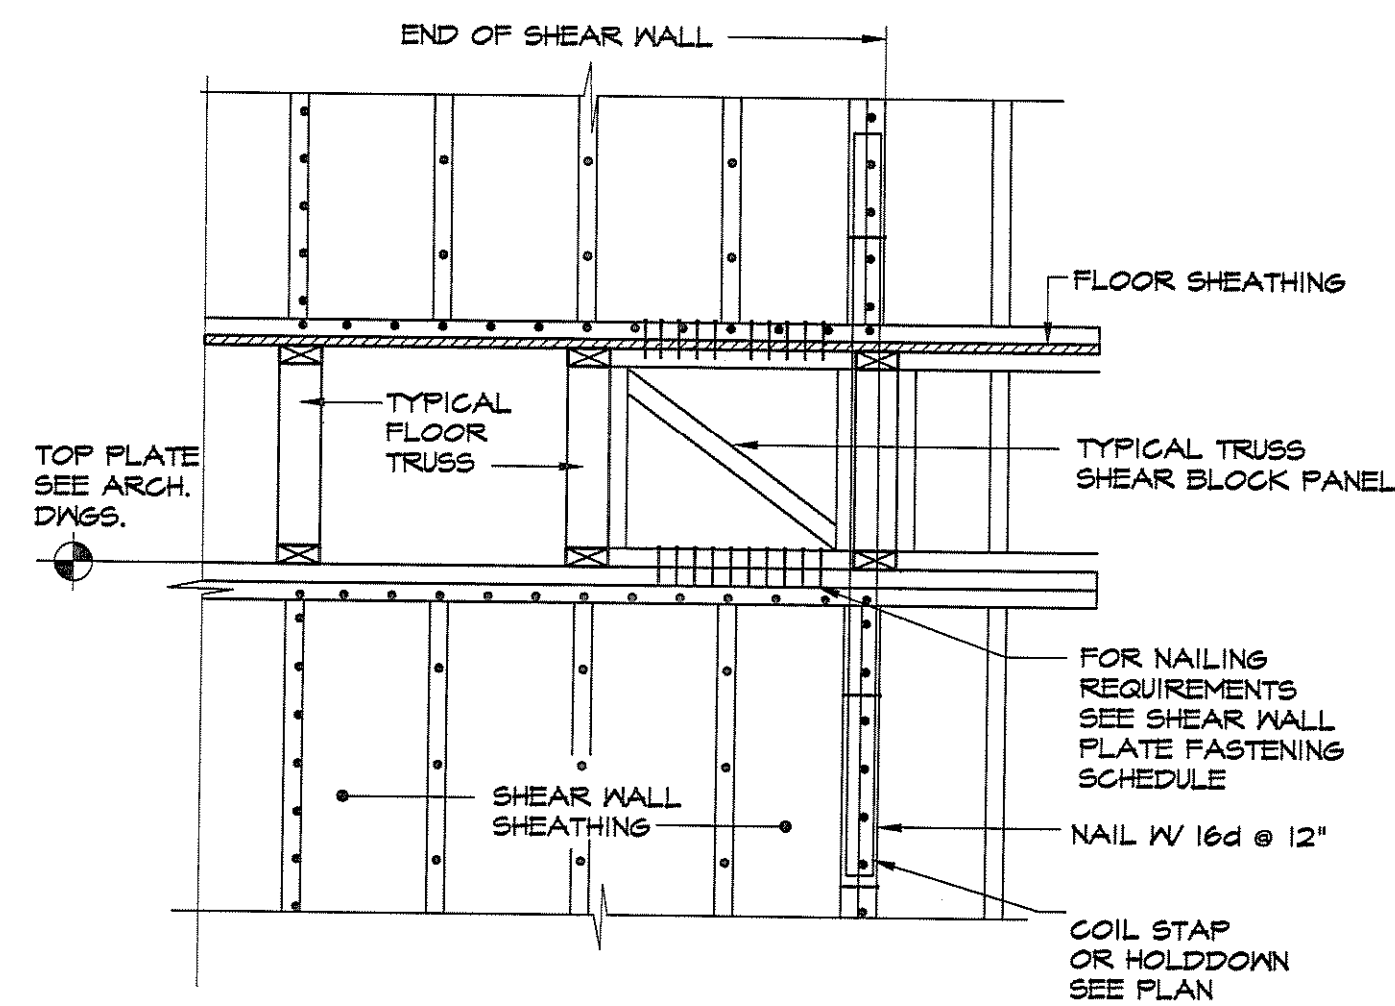 END OF SHEAR WALL
FLOOR SHEATHING
TYPICAL
FLOOR
TRUSS
TOP PLATE
SEE ARCH.
DWGS.
TYPICAL TRUSS
SHEAR BLOCK PANEL
FOR NAILING
REQUIREMENTS
SEE SHEAR WALL
PLATE FASTENING
SCHEDULE
SHEAR WALL
SHEATHING
NAIL W/ 16d @ 12"
COIL STAP
OR HOLDDOWN
SEE PLAN